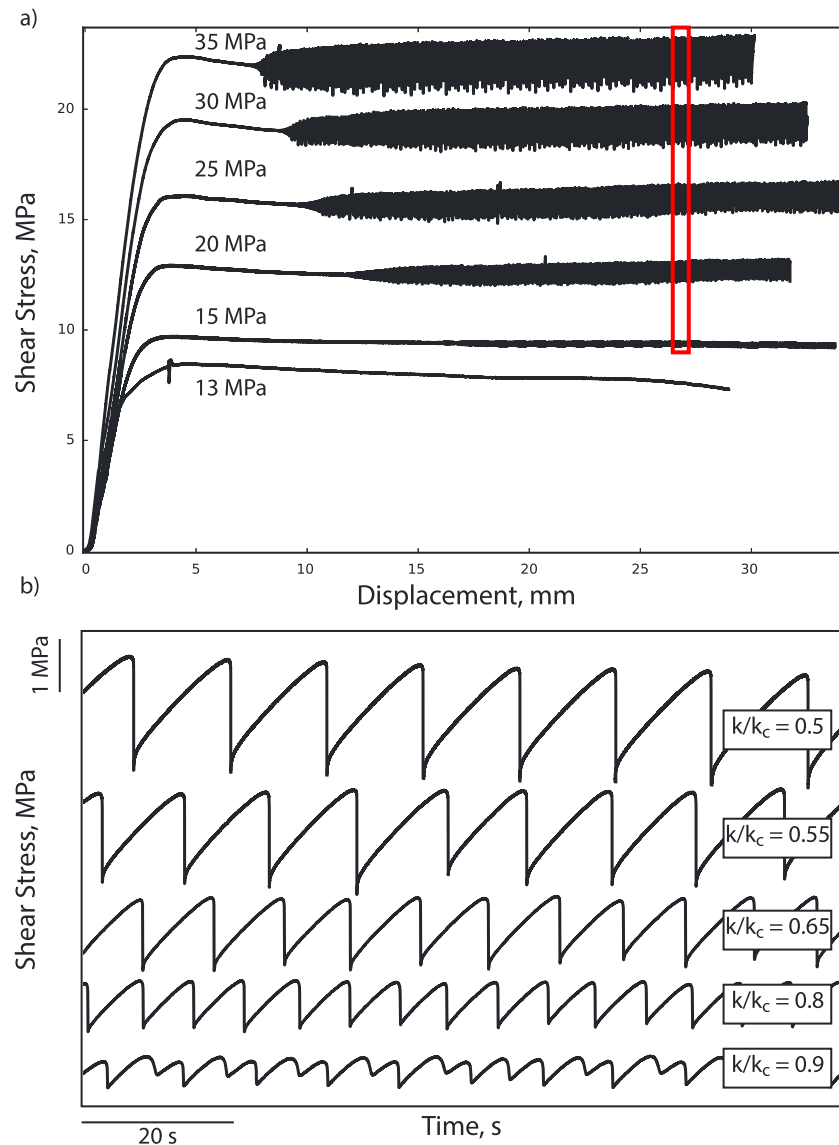 a)
35 MPa
30 MPa
25 MPa
20 MPa
15 MPa
13 MPa
Shear Stress, MPa
20
15
10
5
0
0 5 10 15 20 25 30
Displacement, mm
b)
1 MPa
k/kc = 0.5
k/kc = 0.55
k/kc = 0.65
k/kc = 0.8
k/kc = 0.9
Shear Stress, MPa
20 s
Time, s